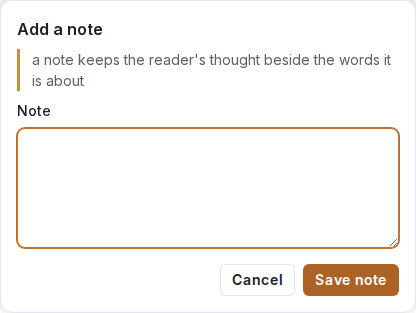 Add a note
a note keeps the reader's thought beside the words it
is about
Note
Cancel
Save note